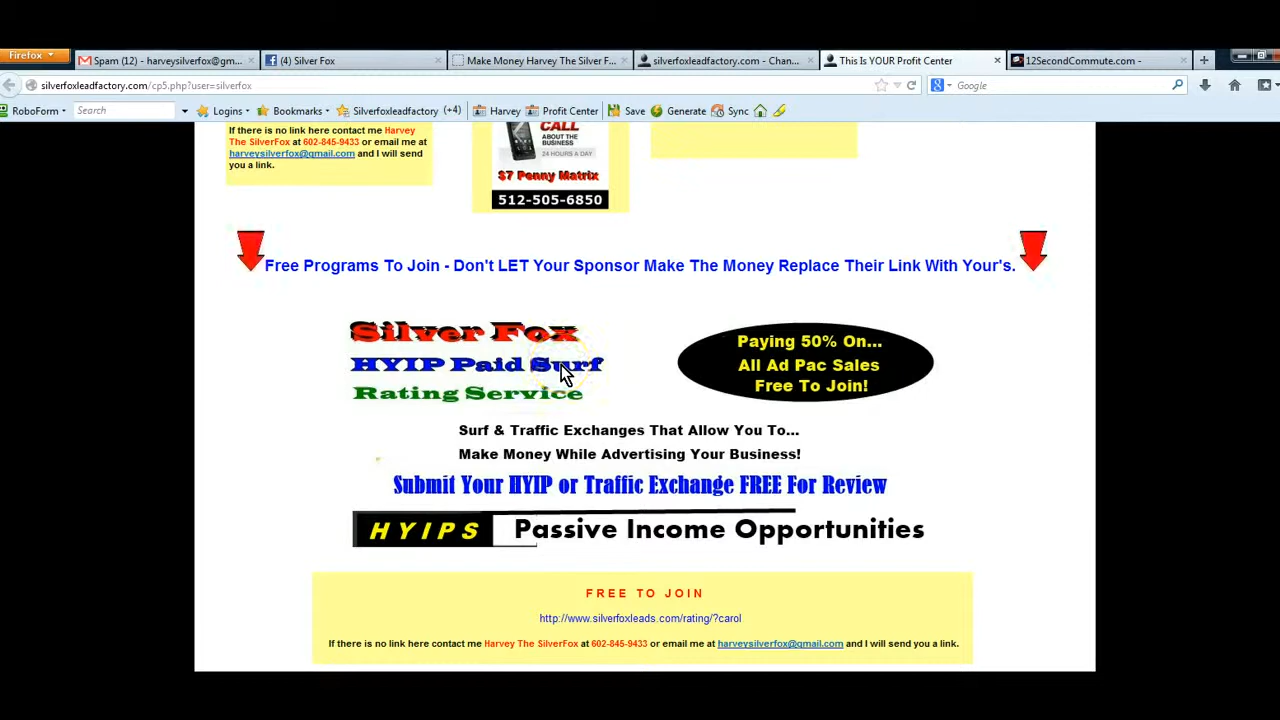 Firefox
Spam (12) - harveysilverfox@gm...
(4) Silver Fox
Make Money Harvey The Silver F...
silverfoxleadfactory.com - Chan...
This Is YOUR Profit Center
12SecondCommute.com -
silverfoxleadfactory.com/cp5.php?user=silverfox
Google
RoboForm
Search
Logins
Bookmarks
Silverfoxleadfactory (+4)
Harvey
Profit Center
Save
Generate
Sync
If there is no link here contact me Harvey
The SilverFox at 602-845-9433 or email me at
harveysilverfox@gmail.com and I will send
you a link.
CALL
ABOUT THE
BUSINESS
24 HOURS A DAY
$7 Penny Matrix
512-505-6850
Free Programs To Join - Don't LET Your Sponsor Make The Money Replace Their Link With Your's.
Silver Fox
HYIP Paid Surf
Rating Service
Paying 50% On...
All Ad Pac Sales
Free To Join!
Surf & Traffic Exchanges That Allow You To...
Make Money While Advertising Your Business!
Submit Your HYIP or Traffic Exchange FREE For Review
HYIPS Passive Income Opportunities
FREE TO JOIN
http://www.silverfoxleads.com/rating/?carol
If there is no link here contact me Harvey The SilverFox at 602-845-9433 or email me at harveysilverfox@gmail.com and I will send you a link.